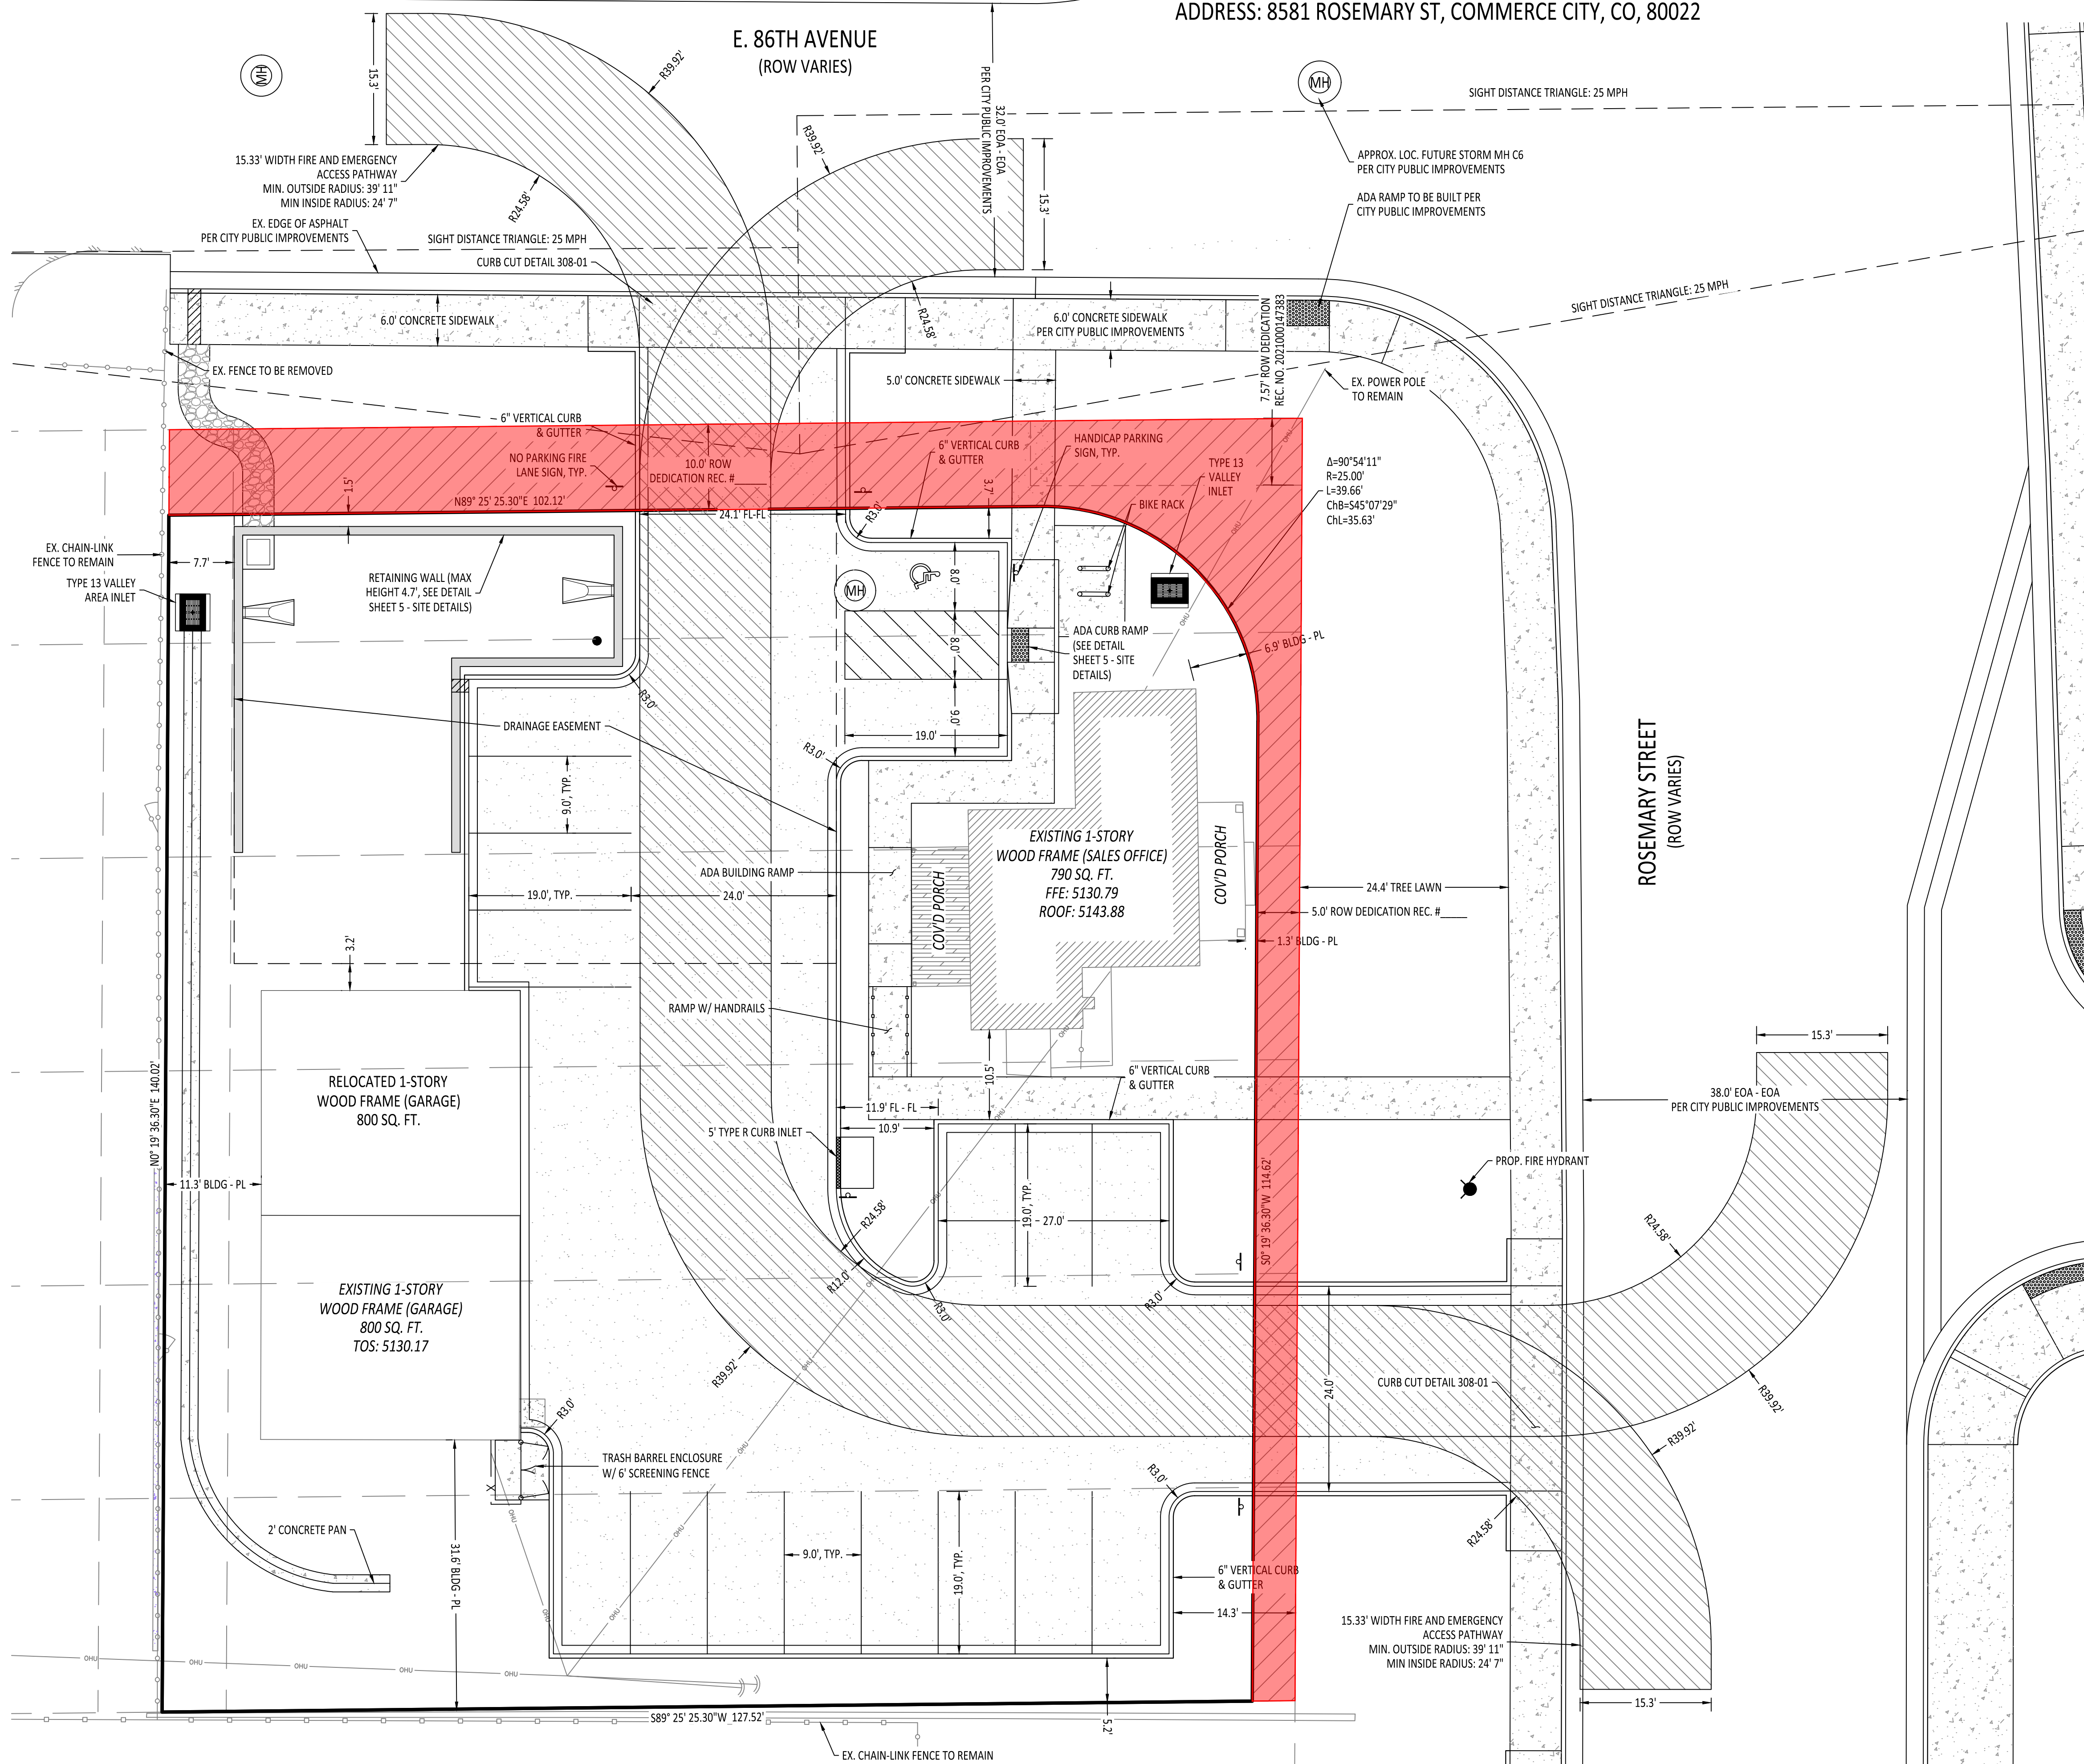 ADDRESS: 8581 ROSEMARY ST, COMMERCE CITY, CO, 80022
E. 86TH AVENUE
(ROW VARIES)
MH
MH
15.3'
R39.92'
R39.92'
32.0' EOA - EOA
PER CITY PUBLIC IMPROVEMENTS
SIGHT DISTANCE TRIANGLE: 25 MPH
15.33' WIDTH FIRE AND EMERGENCY
ACCESS PATHWAY
MIN. OUTSIDE RADIUS: 39' 11"
MIN INSIDE RADIUS: 24' 7"
R24.58'
15.3'
APPROX. LOC. FUTURE STORM MH C6
PER CITY PUBLIC IMPROVEMENTS
ADA RAMP TO BE BUILT PER
CITY PUBLIC IMPROVEMENTS
EX. EDGE OF ASPHALT
PER CITY PUBLIC IMPROVEMENTS
SIGHT DISTANCE TRIANGLE: 25 MPH
CURB CUT DETAIL 308-01
SIGHT DISTANCE TRIANGLE: 25 MPH
6.0' CONCRETE SIDEWALK
R24.58'
6.0' CONCRETE SIDEWALK
PER CITY PUBLIC IMPROVEMENTS
7.57' ROW DEDICATION
REC. NO. 2021000147383
EX. FENCE TO BE REMOVED
5.0' CONCRETE SIDEWALK
EX. POWER POLE
TO REMAIN
6" VERTICAL CURB
& GUTTER
NO PARKING FIRE
LANE SIGN, TYP.
10.0' ROW
DEDICATION REC. #_____
6" VERTICAL CURB
& GUTTER
HANDICAP PARKING
SIGN, TYP.
TYPE 13
VALLEY
INLET
OHU
Δ=90°54'11"
R=25.00'
L=39.66'
ChB=S45°07'29"
ChL=35.63'
1.5'
N89° 25' 25.30"E 102.12'
24.1' FL-FL
R3.0'
3.7'
BIKE RACK
OHU
EX. CHAIN-LINK
FENCE TO REMAIN
7.7'
TYPE 13 VALLEY
AREA INLET
RETAINING WALL (MAX
HEIGHT 4.7', SEE DETAIL
SHEET 5 - SITE DETAILS)
MH
8.0'
8.0'
9.0'
OHU
ADA CURB RAMP
(SEE DETAIL
SHEET 5 - SITE
DETAILS)
6.9' BLDG - PL
R3.0'
DRAINAGE EASEMENT
19.0'
R3.0'
9.0', TYP.
ROSEMARY STREET
(ROW VARIES)
EXISTING 1-STORY
WOOD FRAME (SALES OFFICE)
790 SQ. FT.
FFE: 5130.79
ROOF: 5143.88
COV'D PORCH
COV'D PORCH
ADA BUILDING RAMP
19.0', TYP.
24.0'
24.4' TREE LAWN
5.0' ROW DEDICATION REC. #_____
1.3' BLDG - PL
3.2'
RAMP W/ HANDRAILS
OHU
10.5'
15.3'
N0° 19' 36.30"E 140.02'
RELOCATED 1-STORY
WOOD FRAME (GARAGE)
800 SQ. FT.
6" VERTICAL CURB
& GUTTER
38.0' EOA - EOA
PER CITY PUBLIC IMPROVEMENTS
11.9' FL - FL
10.9'
5' TYPE R CURB INLET
PROP. FIRE HYDRANT
11.3' BLDG - PL
OHU
19.0', TYP.
27.0'
S0° 19' 36.30"W 114.62'
R24.58'
R24.58'
R12.0'
OHU
R3.0'
R3.0'
EXISTING 1-STORY
WOOD FRAME (GARAGE)
800 SQ. FT.
TOS: 5130.17
R39.92'
OHU
24.0'
CURB CUT DETAIL 308-01
R39.92'
R39.92'
R3.0'
OHU
TRASH BARREL ENCLOSURE
W/ 6' SCREENING FENCE
X
R3.0'
OHU
OHU
2' CONCRETE PAN
31.6' BLDG - PL
9.0', TYP.
19.0', TYP.
R24.58'
6" VERTICAL CURB
& GUTTER
14.3'
OHU
OHU
15.33' WIDTH FIRE AND EMERGENCY
ACCESS PATHWAY
MIN. OUTSIDE RADIUS: 39' 11"
MIN INSIDE RADIUS: 24' 7"
OHU
OHU
OHU
OHU
OHU
15.3'
S89° 25' 25.30"W 127.52'
5.2'
EX. CHAIN-LINK FENCE TO REMAIN